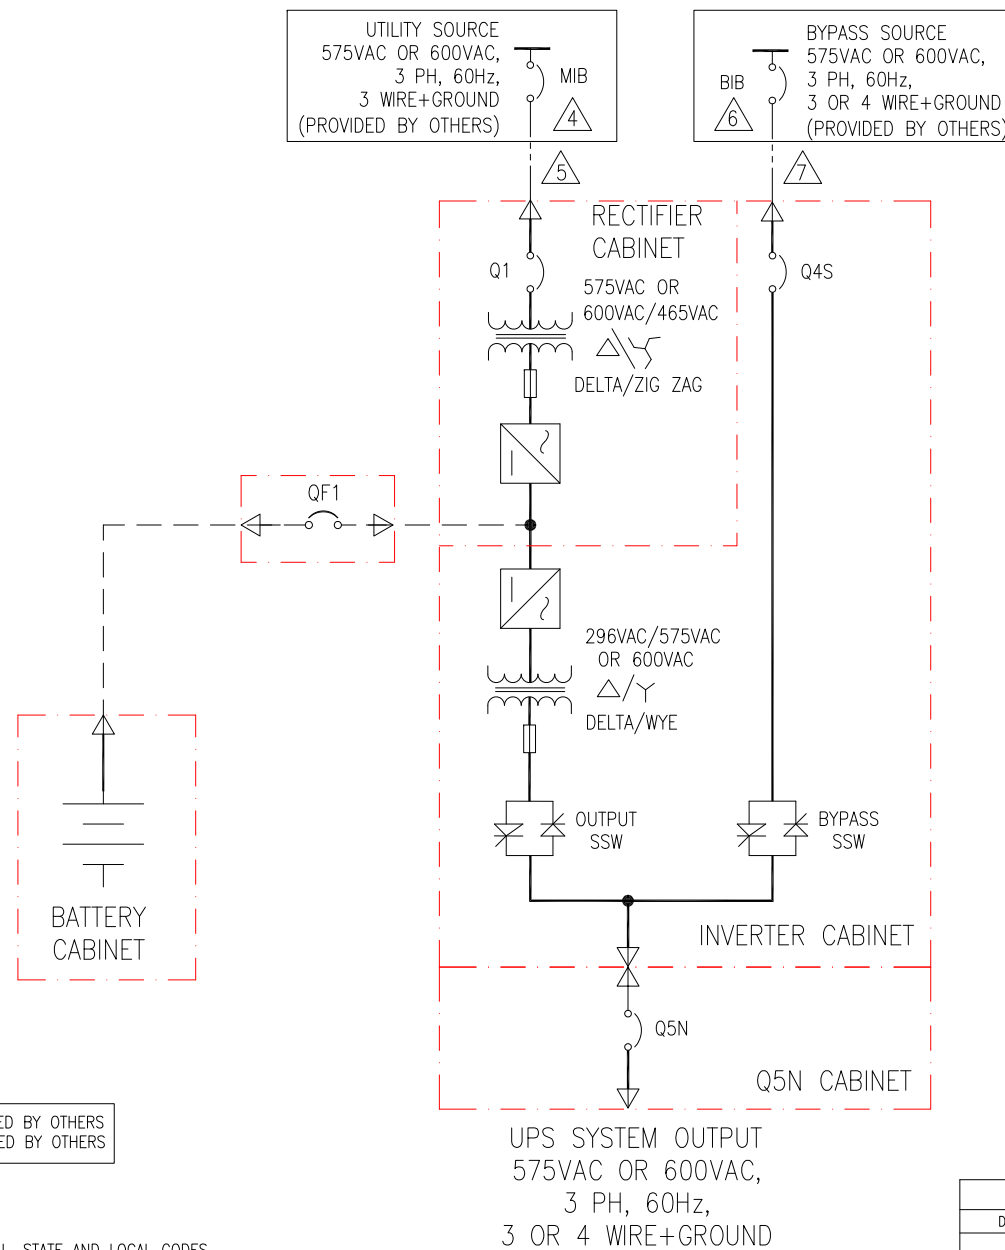 UTILITY SOURCE
575VAC OR 600VAC,
3 PH, 60Hz,
3 WIRE+GROUND
(PROVIDED BY OTHERS)
MIB
4
5
BYPASS SOURCE
575VAC OR 600VAC,
3 PH, 60Hz,
3 OR 4 WIRE+GROUND
(PROVIDED BY OTHERS)
BIB
6
7
RECTIFIER
CABINET
Q1
Q4S
575VAC OR
600VAC/465VAC
DELTA/ZIG ZAG
QF1
296VAC/575VAC
OR 600VAC
DELTA/WYE
OUTPUT
SSW
BYPASS
SSW
BATTERY
CABINET
INVERTER CABINET
Q5N
Q5N CABINET
BY OTHERS
BY OTHERS
UPS SYSTEM OUTPUT
575VAC OR 600VAC,
3 PH, 60Hz,
3 OR 4 WIRE+GROUND
STATE AND LOCAL CODES